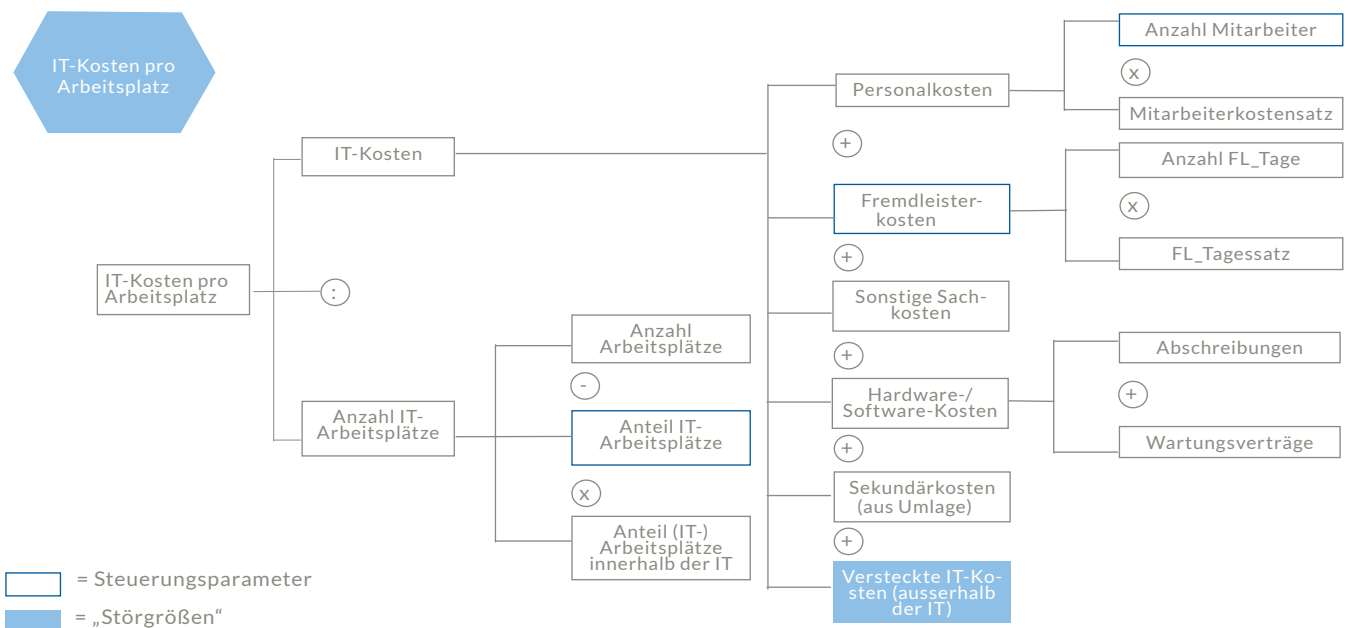 IT-Kosten pro
Arbeitsplatz
IT-Kosten pro
Arbeitsplatz
:
IT-Kosten
Anzahl IT-
Arbeitsplätze
Anzahl
Arbeitsplätze
-
Anteil IT-
Arbeitsplätze
x
Anteil (IT-)
Arbeitsplätze
innerhalb der IT
Personalkosten
+
Fremdleister-
kosten
+
Sonstige Sach-
kosten
+
Hardware-/
Software-Kosten
+
Sekundärkosten
(aus Umlage)
+
Versteckte IT-Ko-
sten (ausserhalb
der IT)
Anzahl Mitarbeiter
x
Mitarbeiterkostensatz
Anzahl FL_Tage
x
FL_Tagessatz
Abschreibungen
+
Wartungsverträge
= Steuerungsparameter
= „Störgrößen“